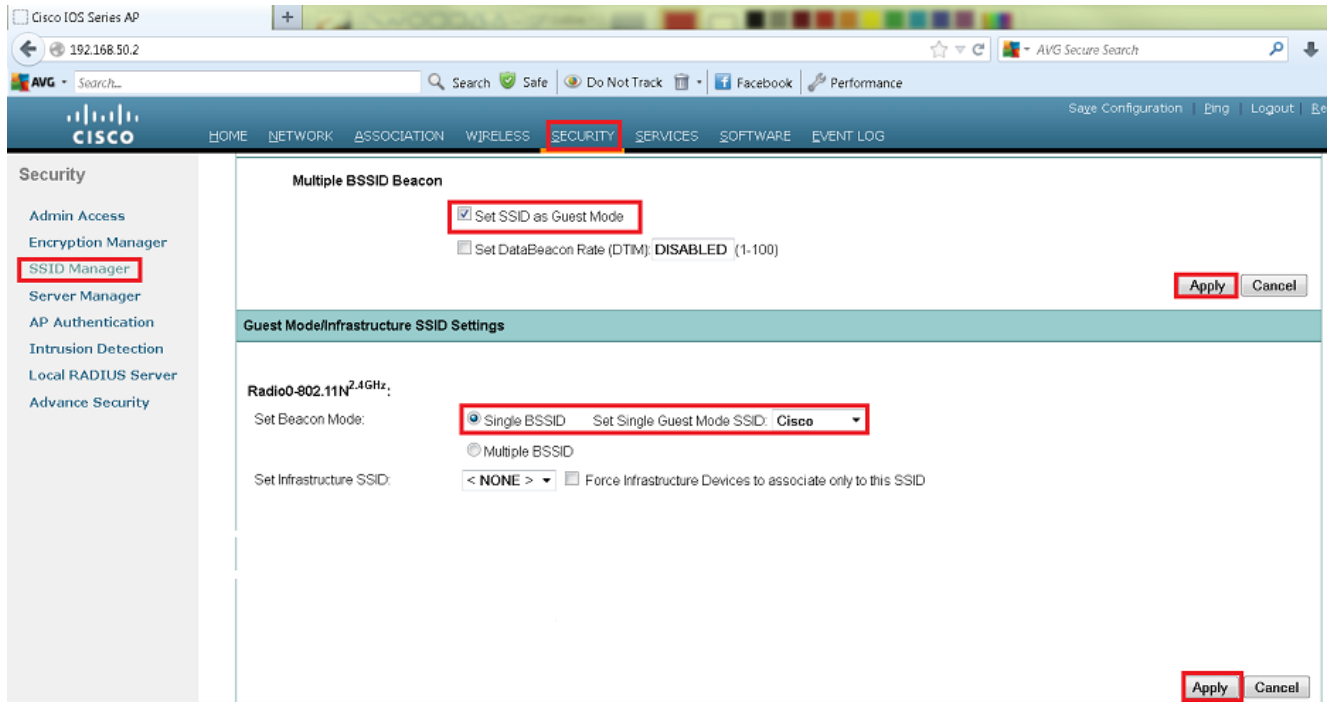 Cisco IOS Series AP
+
192.168.50.2
AVG Secure Search
AVG Search... Search Safe Do Not Track Facebook Performance
Save Configuration | Ping | Logout | Re
CISCO
HOME NETWORK ASSOCIATION WIRELESS SECURITY SERVICES SOFTWARE EVENT LOG
Security
Admin Access
Encryption Manager
SSID Manager
Server Manager
AP Authentication
Intrusion Detection
Local RADIUS Server
Advance Security
Multiple BSSID Beacon
Set SSID as Guest Mode
Set DataBeacon Rate (DTIM): DISABLED (1-100)
Apply Cancel
Guest Mode/Infrastructure SSID Settings
Radio0-802.11N2.4GHz:
Set Beacon Mode: Single BSSID Set Single Guest Mode SSID: Cisco
Multiple BSSID
Set Infrastructure SSID: < NONE > Force Infrastructure Devices to associate only to this SSID
Apply Cancel